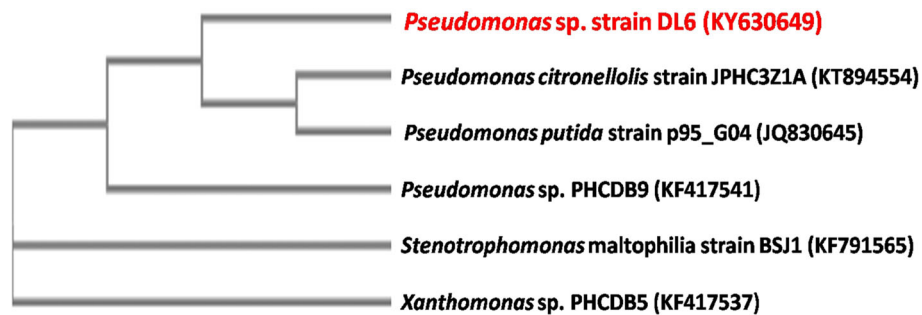 Pseudomonas sp. strain DL6 (KY630649)
Pseudomonas citronellolis strain JPHC3Z1A (KT894554)
Pseudomonas putida strain p95_G04 (JQ830645)
Pseudomonas sp. PHCDB9 (KF417541)
Stenotrophomonas maltophilia strain BSJ1 (KF791565)
Xanthomonas sp. PHCDB5 (KF417537)